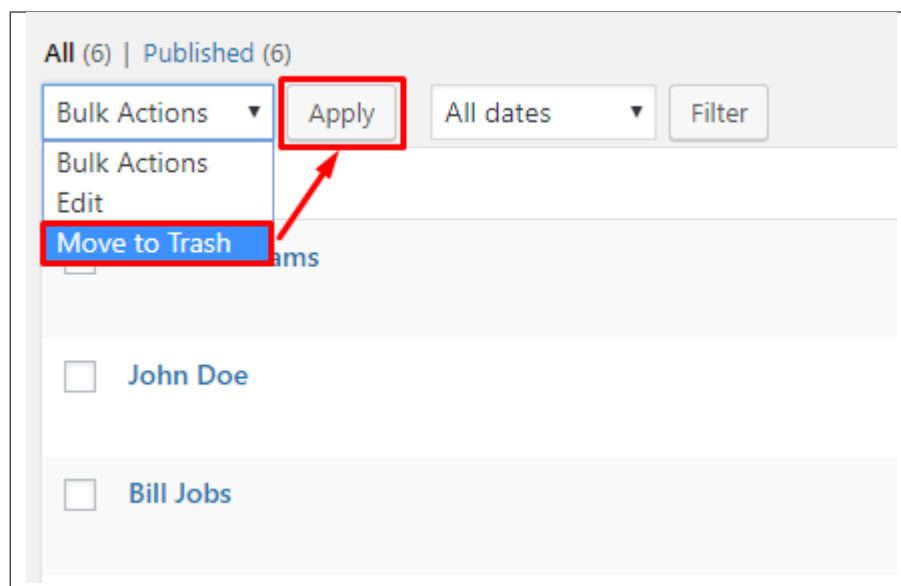 All (6) | Published (6)
Bulk Actions ▼ Apply All dates ▼ Filter
Bulk Actions
Edit
Move to Trash
ams
John Doe
Bill Jobs